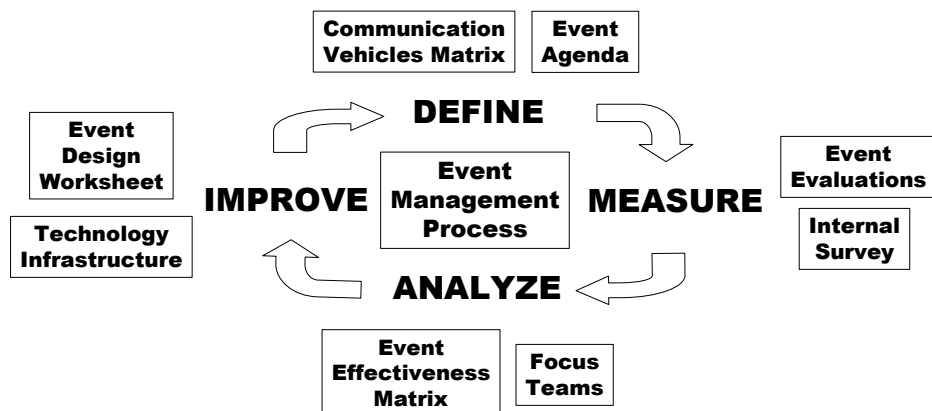 Communication
Vehicles Matrix
Event
Agenda
DEFINE
Event
Design
Worksheet
Technology
Infrastructure
IMPROVE
Event
Management
Process
MEASURE
Event
Evaluations
Internal
Survey
ANALYZE
Event
Effectiveness
Matrix
Focus
Teams